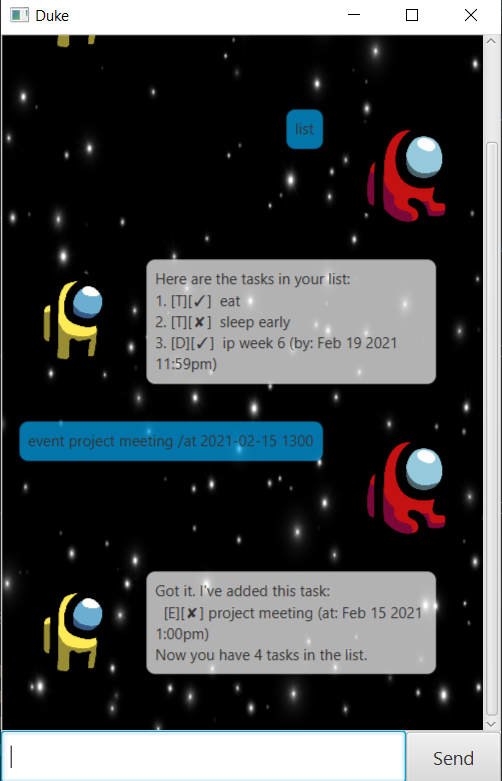 Duke
list
Here are the tasks in your list:
1. [T][✓] eat
2. [T][✘] sleep early
3. [D][✓] ip week 6 (by: Feb 19 2021
11:59pm)
event project meeting /at 2021-02-15 1300
Got it. I've added this task:
[E][✘] project meeting (at: Feb 15 2021
1:00pm)
Now you have 4 tasks in the list.
Send